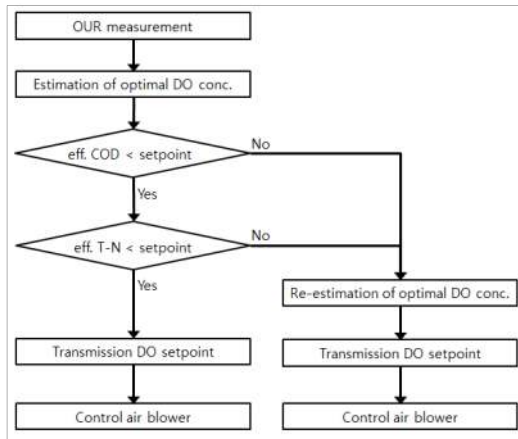 OUR measurement
Estimation of optimal DO conc.
eff. COD < setpoint
No
Yes
eff. T-N < setpoint
No
Yes
Re-estimation of optimal DO conc.
Transmission DO setpoint
Transmission DO setpoint
Control air blower
Control air blower